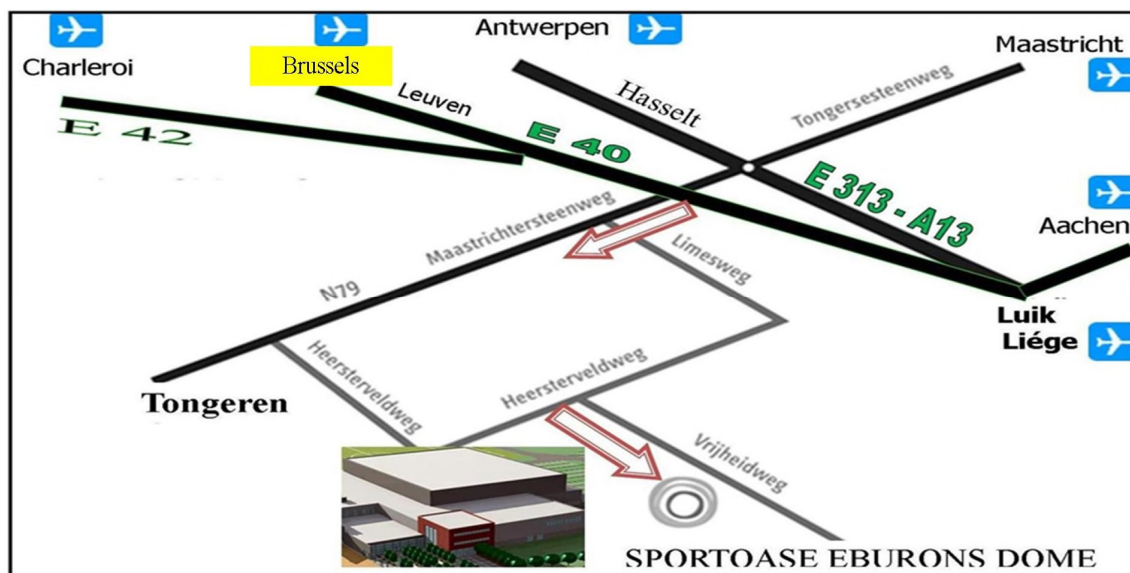 Antwerpen
Maastricht
Charleroi
Brussels
Leuven
Hasselt
Tongersesteenweg
E 42
E 40
E 313 - A13
Aachen
Maastrichtersteenweg
Limesweg
N79
Luik
Liége
Heersterveldweg
Heersterveldweg
Tongeren
Vrijheidweg
SPORTOASE EBURONS DOME